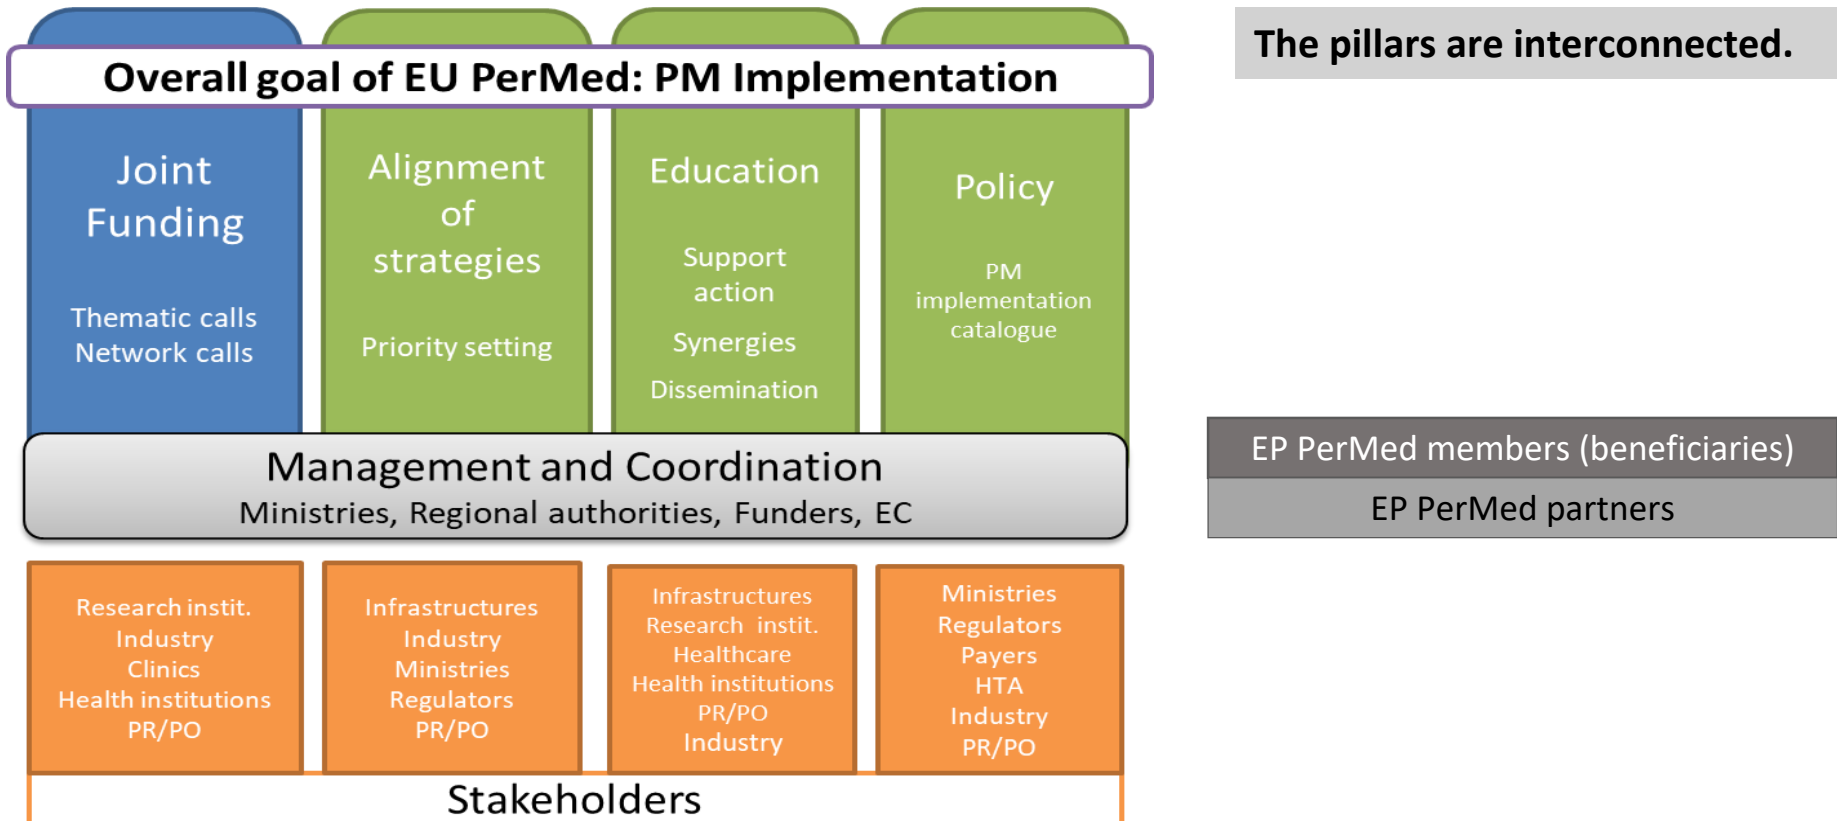 The pillars are interconnected.
Overall goal of EU PerMed: PM Implementation
Joint
Funding
Thematic calls
Network calls
Alignment
of
strategies
Priority setting
Education
Support
action
Synergies
Dissemination
Policy
PM
implementation
catalogue
Management and Coordination
Ministries, Regional authorities, Funders, EC
EP PerMed members (beneficiaries)
EP PerMed partners
Research instit.
Industry
Clinics
Health institutions
PR/PO
Infrastructures
Industry
Ministries
Regulators
PR/PO
Infrastructures
Research instit.
Healthcare
Health institutions
PR/PO
Industry
Ministries
Regulators
Payers
HTA
Industry
PR/PO
Stakeholders